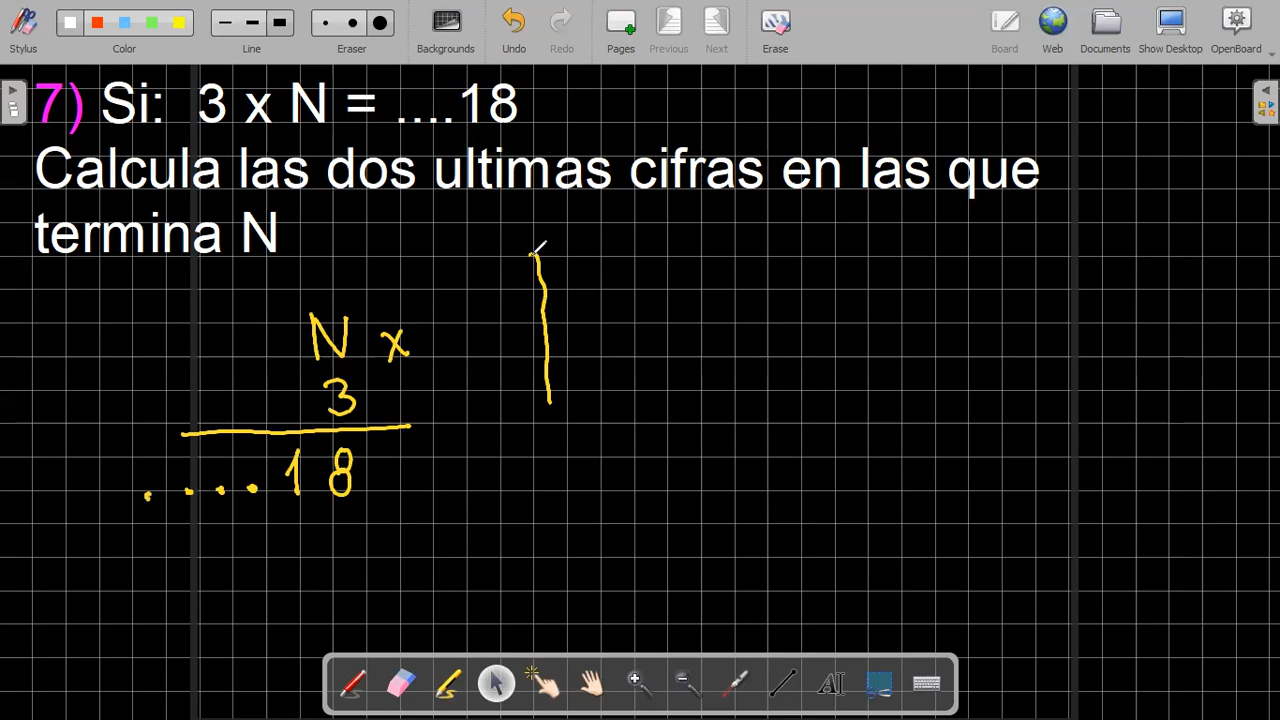 Stylus Color Line Eraser Backgrounds Undo Redo Pages Previous Next Erase Board Web Documents Show Desktop OpenBoard
7) Si: 3 x N = ....18
Calcula las dos ultimas cifras en las que
termina N
N x
3
....18
AI